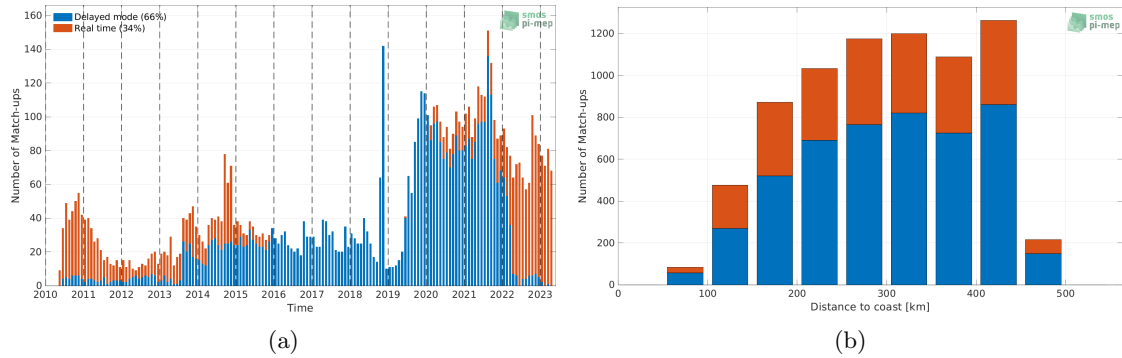 Delayed mode (66%)
Real time (34%)
smos
pi-mep
160
140
120
100
80
60
40
20
0
Number of Match-ups
2010 2011 2012 2013 2014 2015 2016 2017 2018 2019 2020 2021 2022 2023
Time
(a)
smos
pi-mep
1200
1000
800
600
400
200
0
Number of Match-ups
0 100 200 300 400 500
Distance to coast [km]
(b)